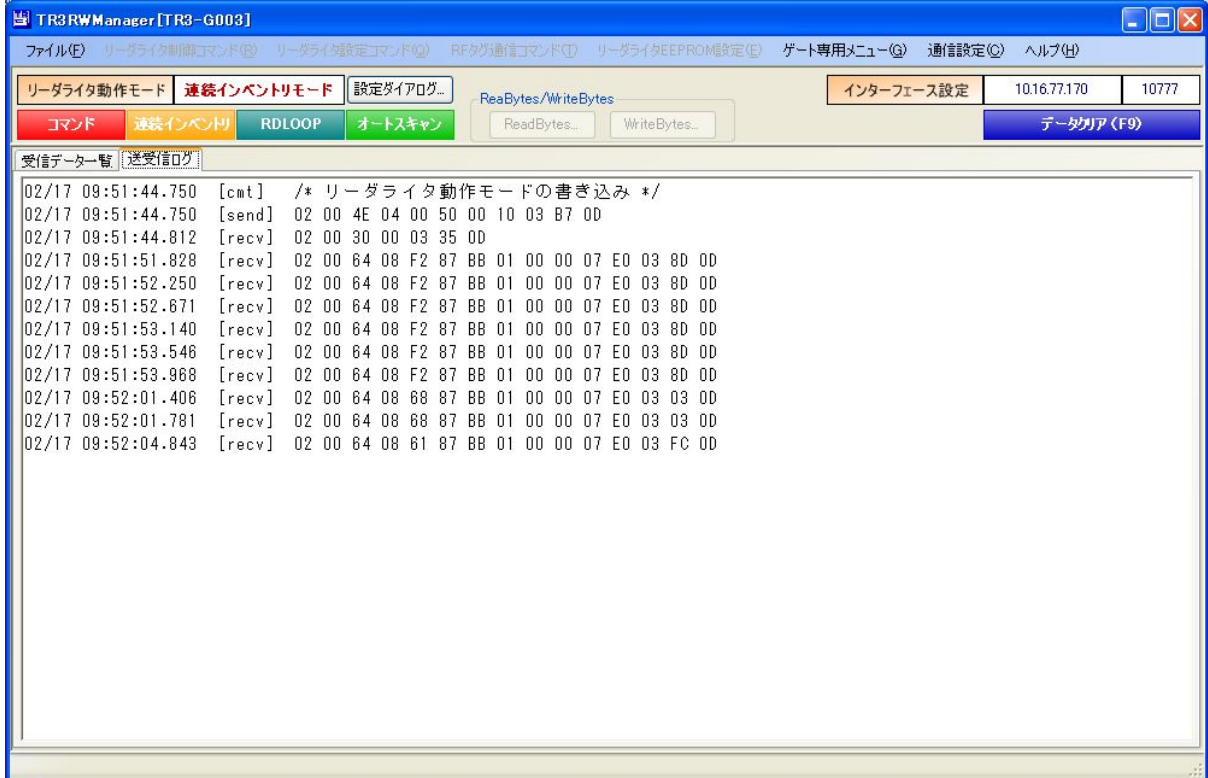 TR3RWManager[TR3-G003]
ファイル(F) リーダライタ制御コマンド(R) リーダライタ設定コマンド(Q) RFタグ通信コマンド(T) リーダライタEEPROM設定(E) ゲート専用メニュー(G) 通信設定(C) ヘルプ(H)
リーダライタ動作モード 連続インベントリモード 設定ダイアログ... インターフェース設定 10.16.77.170 10777
ReaBytes/WriteBytes
コマンド 連続インベントリ RDLOOP オートスキャン ReadBytes... WriteBytes... データクリア(F9)
受信データ一覧 送受信ログ
02/17 09:51:44.750 [cmt] /* リーダライタ動作モードの書き込み */
02/17 09:51:44.750 [send] 02 00 4E 04 00 50 00 10 03 B7 0D
02/17 09:51:44.812 [recv] 02 00 30 00 03 35 0D
02/17 09:51:51.828 [recv] 02 00 64 08 F2 87 BB 01 00 00 07 E0 03 8D 0D
02/17 09:51:52.250 [recv] 02 00 64 08 F2 87 BB 01 00 00 07 E0 03 8D 0D
02/17 09:51:52.671 [recv] 02 00 64 08 F2 87 BB 01 00 00 07 E0 03 8D 0D
02/17 09:51:53.140 [recv] 02 00 64 08 F2 87 BB 01 00 00 07 E0 03 8D 0D
02/17 09:51:53.546 [recv] 02 00 64 08 F2 87 BB 01 00 00 07 E0 03 8D 0D
02/17 09:51:53.968 [recv] 02 00 64 08 F2 87 BB 01 00 00 07 E0 03 8D 0D
02/17 09:52:01.406 [recv] 02 00 64 08 68 87 BB 01 00 00 07 E0 03 03 0D
02/17 09:52:01.781 [recv] 02 00 64 08 68 87 BB 01 00 00 07 E0 03 03 0D
02/17 09:52:04.843 [recv] 02 00 64 08 61 87 BB 01 00 00 07 E0 03 FC 0D